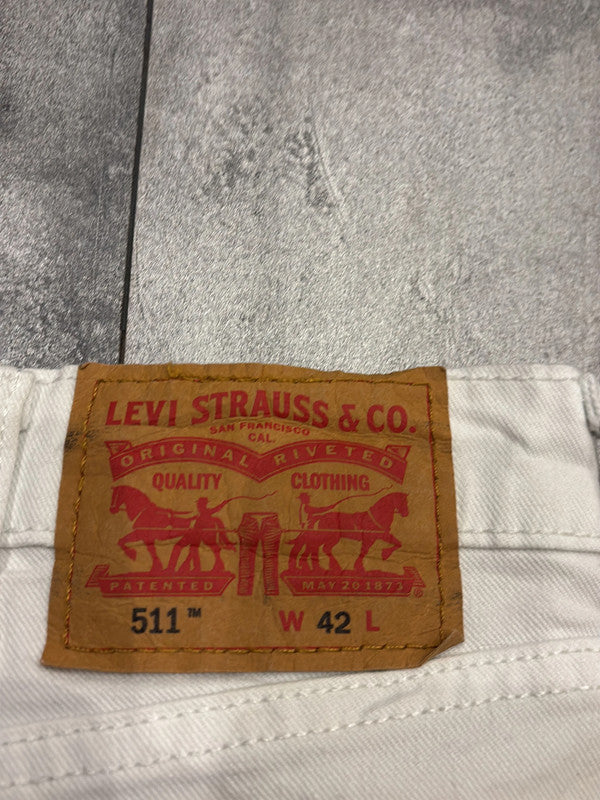 LEVI STRAUSS & CO.
SAN FRANCISCO
CAL.
ORIGINAL RIVETED
QUALITY CLOTHING
PATENTED MAY 20 1873 ®
511™ W 42 L